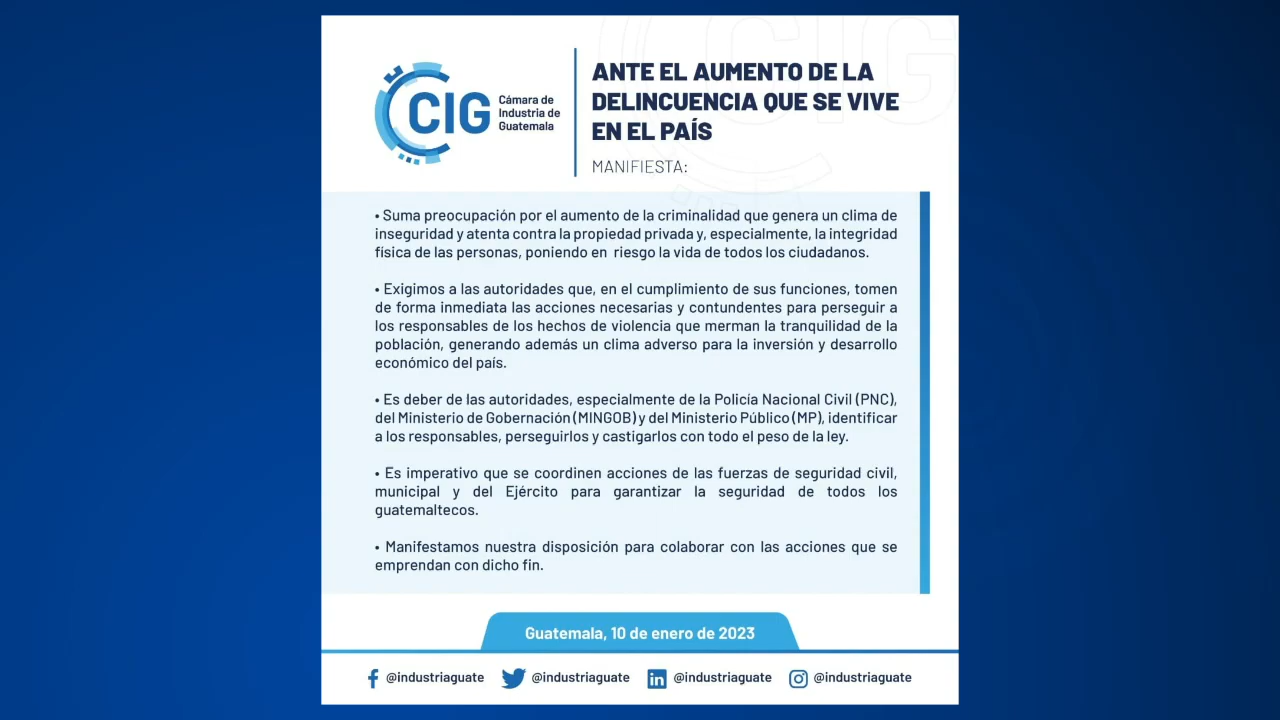 CIG
Cámara de
Industria de
Guatemala
ANTE EL AUMENTO DE LA
DELINCUENCIA QUE SE VIVE
EN EL PAÍS
MANIFIESTA:
• Suma preocupación por el aumento de la criminalidad que genera un clima de
inseguridad y atenta contra la propiedad privada y, especialmente, la integridad
física de las personas, poniendo en riesgo la vida de todos los ciudadanos.
• Exigimos a las autoridades que, en el cumplimiento de sus funciones, tomen
de forma inmediata las acciones necesarias y contundentes para perseguir a
los responsables de los hechos de violencia que merman la tranquilidad de la
población, generando además un clima adverso para la inversión y desarrollo
económico del país.
• Es deber de las autoridades, especialmente de la Policía Nacional Civil (PNC),
del Ministerio de Gobernación (MINGOB) y del Ministerio Público (MP), identificar
a los responsables, perseguirlos y castigarlos con todo el peso de la ley.
• Es imperativo que se coordinen acciones de las fuerzas de seguridad civil,
municipal y del Ejército para garantizar la seguridad de todos los
guatemaltecos.
• Manifestamos nuestra disposición para colaborar con las acciones que se
emprendan con dicho fin.
Guatemala, 10 de enero de 2023
@industriaguate @industriaguate @industriaguate @industriaguate